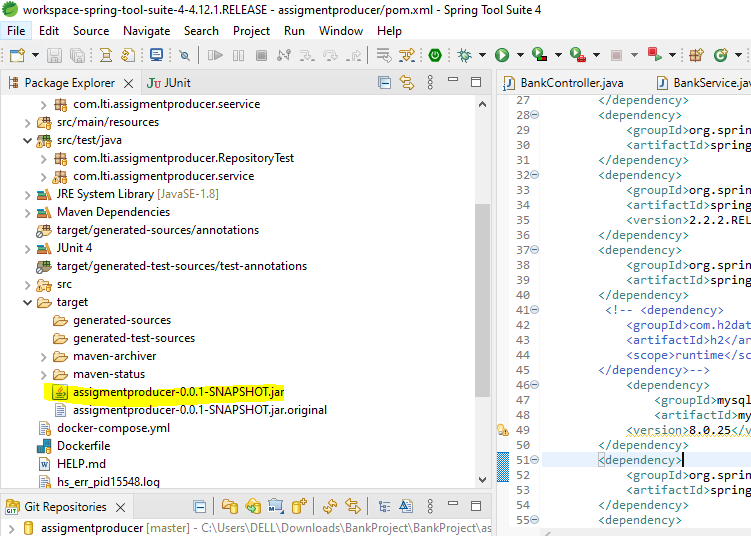 workspace-spring-tool-suite-4-4.12.1.RELEASE - assigmentproducer/pom.xml - Spring Tool Suite 4
File Edit Source Navigate Search Project Run Window Help
Package Explorer JUnit
com.lti.assigmentproducer.seervice
src/main/resources
src/test/java
com.lti.assigmentproducer.RepositoryTest
com.lti.assigmentproducer.service
JRE System Library [JavaSE-1.8]
Maven Dependencies
target/generated-sources/annotations
JUnit 4
target/generated-test-sources/test-annotations
src
target
generated-sources
generated-test-sources
maven-archiver
maven-status
assigmentproducer-0.0.1-SNAPSHOT.jar
assigmentproducer-0.0.1-SNAPSHOT.jar.original
docker-compose.yml
Dockerfile
HELP.md
hs_err_pid15548.log
Git Repositories
assigmentproducer [master] - C:\Users\DELL\Downloads\BankProject\BankProject\as
BankController.java BankService.jav
27 </dependency>
28 <dependency>
29 <groupId>org.sprin
30 <artifactId>spring
31 </dependency>
32 <dependency>
33 <groupId>org.sprin
34 <artifactId>spring
35 <version>2.2.2.REL
36 </dependency>
37 <dependency>
38 <groupId>org.sprin
39 <artifactId>spring
40 </dependency>
41 <!-- <dependency>
42 <groupId>com.h2dat
43 <artifactId>h2</ar
44 <scope>runtime</sc
45 </dependency>-->
46 <dependency>
47 <groupId>mysql
48 <artifactId>my
49 <version>8.0.25</v
50 </dependency>
51 <dependency>
52 <groupId>org.sprin
53 <artifactId>spring
54 </dependency>
55 <dependency>